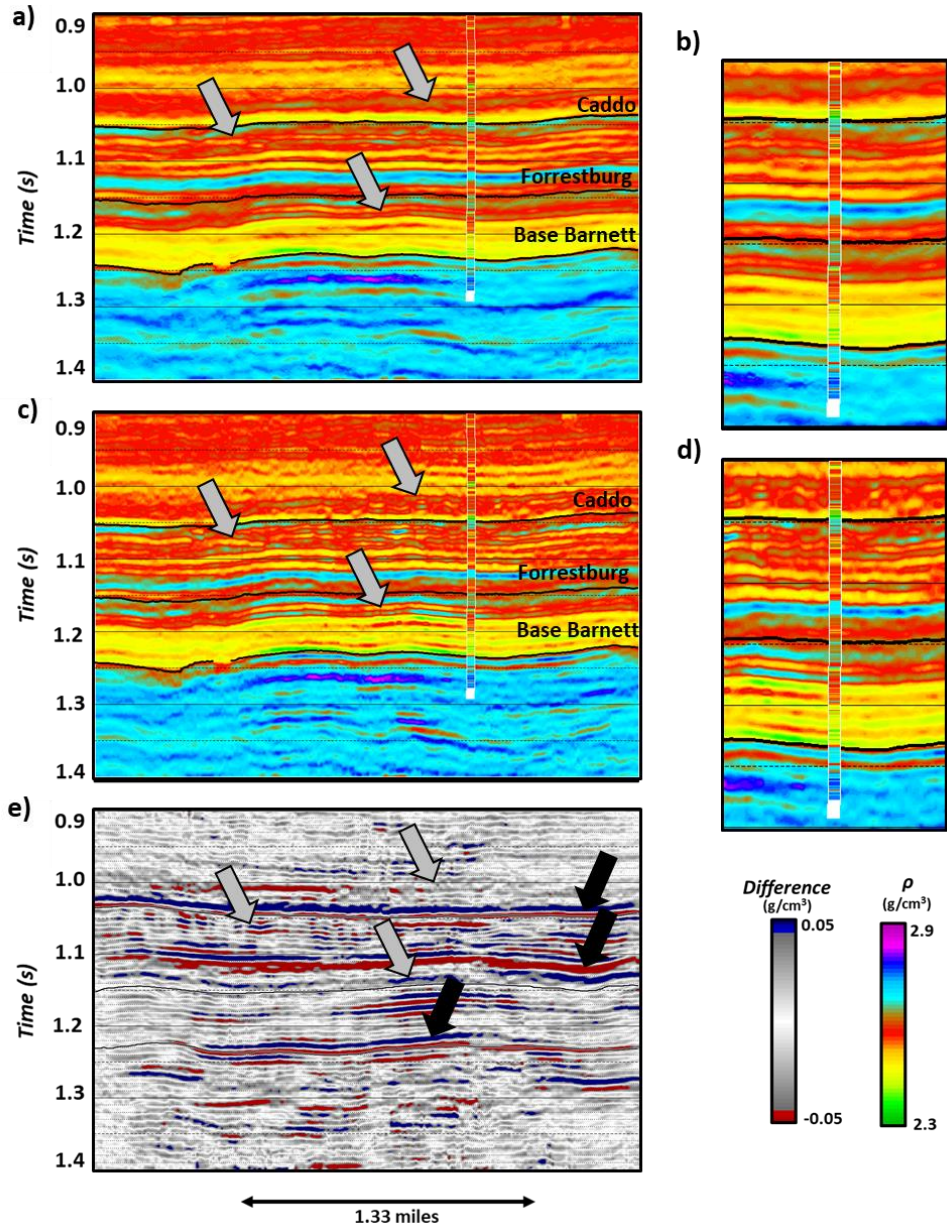 a)
0.9
1.0
1.1
1.2
1.3
1.4
Time (s)
Caddo
Forrestburg
Base Barnett
b)
c)
0.9
1.0
1.1
1.2
1.3
1.4
Time (s)
Caddo
Forrestburg
Base Barnett
d)
e)
0.9
1.0
1.1
1.2
1.3
1.4
Time (s)
1.33 miles
Difference
(g/cm³)
0.05
-0.05
ρ
(g/cm³)
2.9
2.3